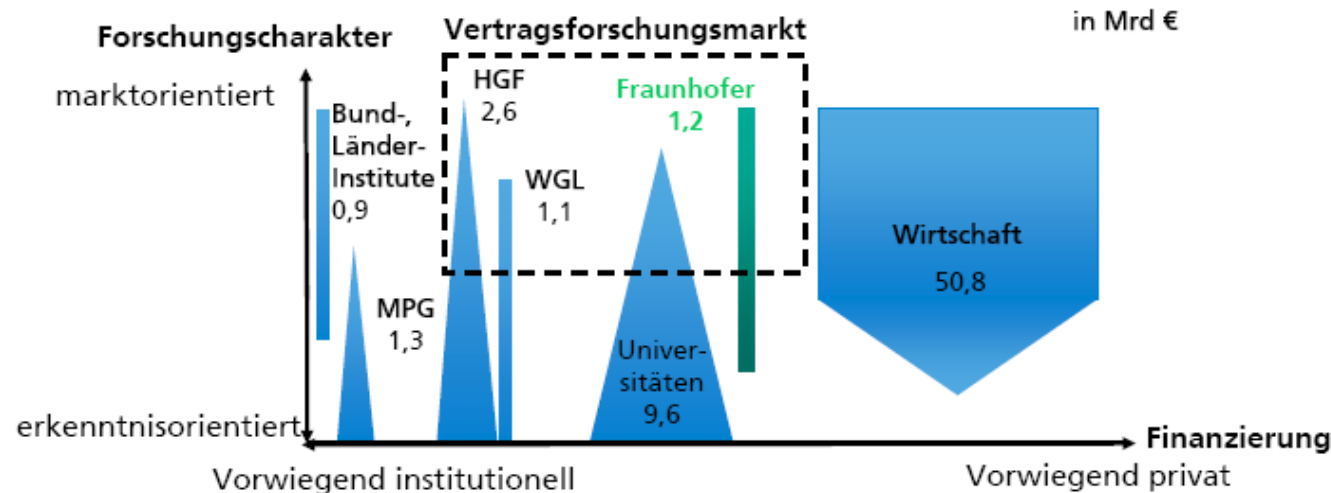 Forschungscharakter
Vertragsforschungsmarkt
in Mrd €
marktorientiert
Bund-,
Länder-
Institute
0,9
MPG
1,3
HGF
2,6
WGL
1,1
Fraunhofer
1,2
Univer-
sitäten
9,6
Wirtschaft
50,8
erkenntnisorientiert
Finanzierung
Vorwiegend institutionell
Vorwiegend privat